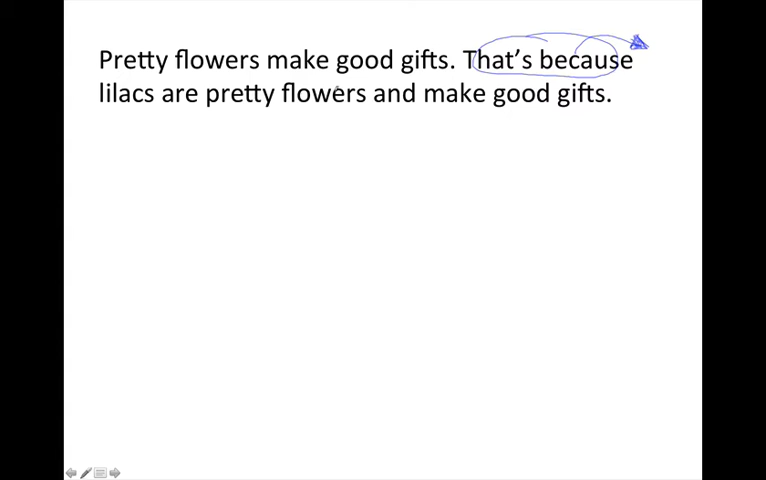 Pretty flowers make good gifts. That's because
lilacs are pretty flowers and make good gifts.